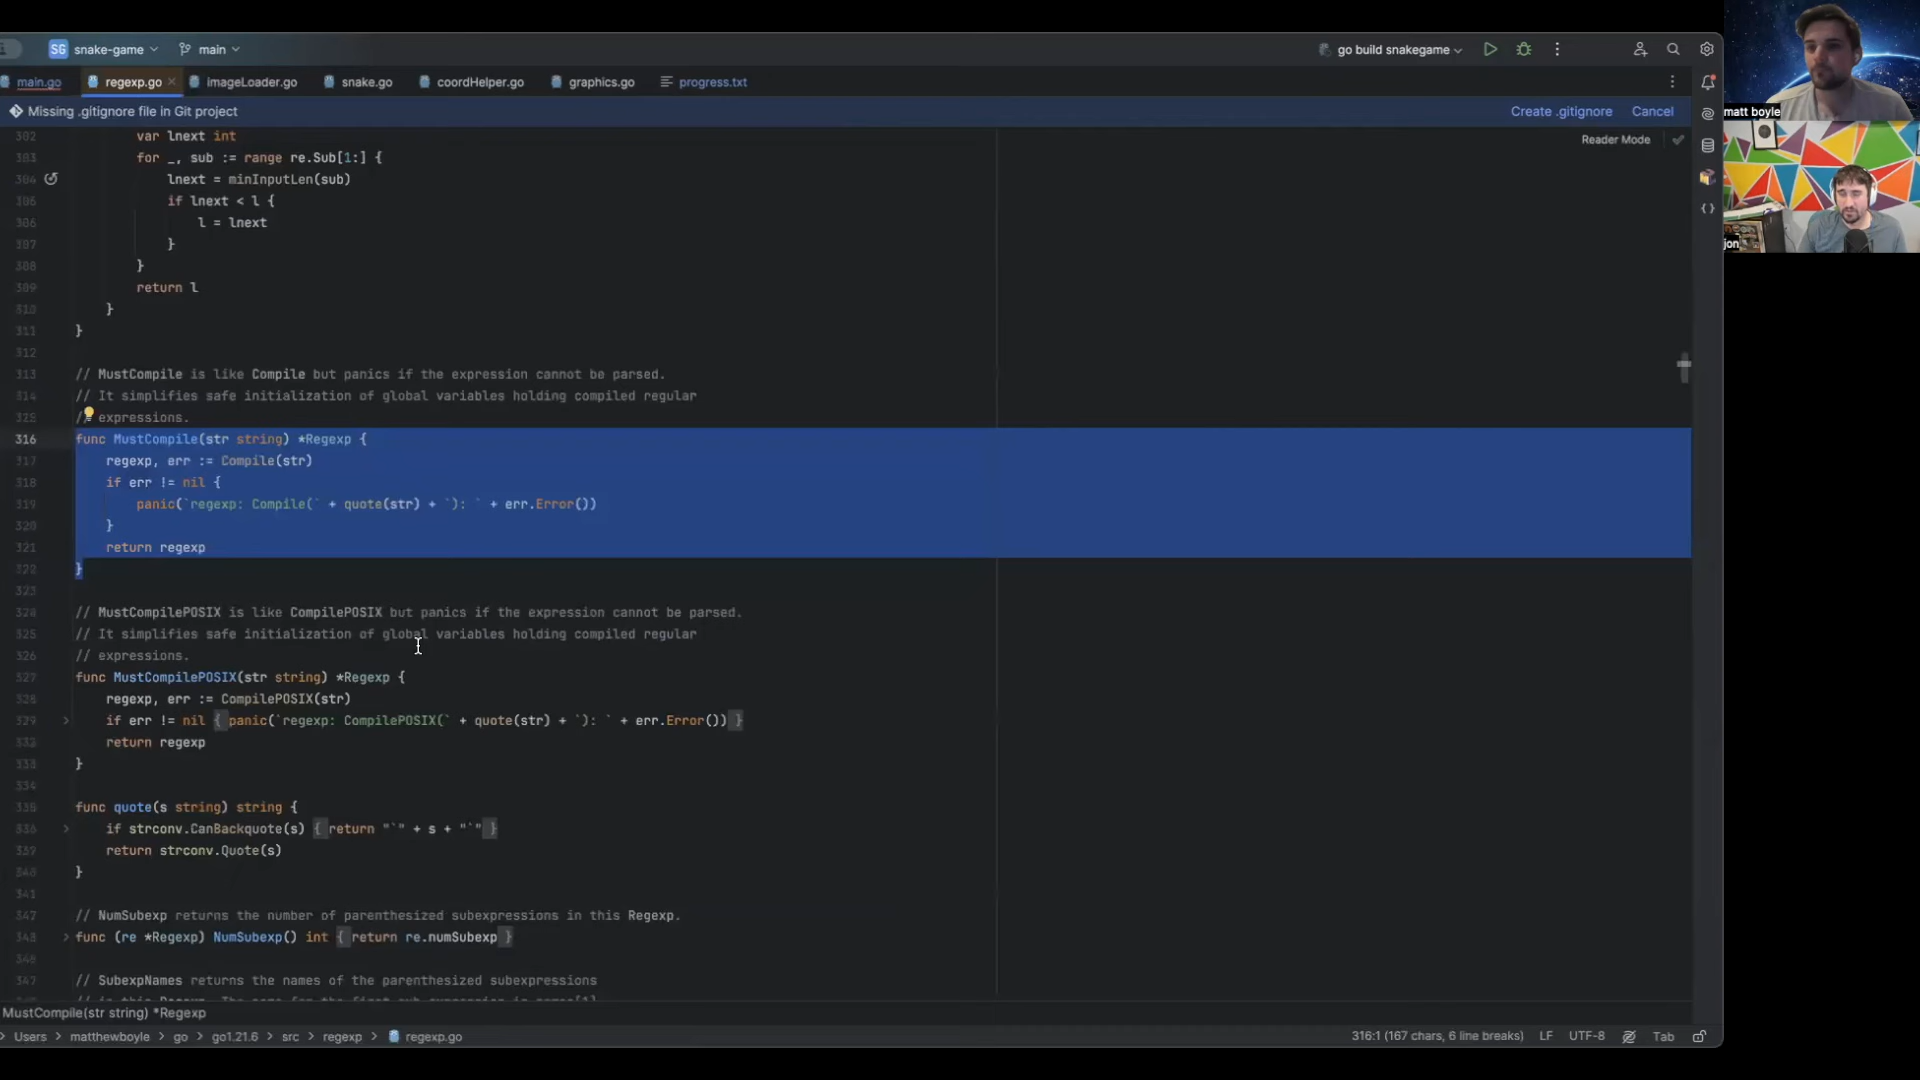 SG snake-game main go build snakegame
main.go regexp.go imageLoader.go snake.go coordHelper.go graphics.go progress.txt
Missing .gitignore file in Git project Create .gitignore Cancel
matt boyle
jon
Reader Mode
302 var lnext int
303 for _, sub := range re.Sub[1:] {
304 lnext = minInputLen(sub)
305 if lnext < l {
306 l = lnext
307 }
308 }
309 return l
310 }
311 }
312
313 // MustCompile is like Compile but panics if the expression cannot be parsed.
314 // It simplifies safe initialization of global variables holding compiled regular
315 // expressions.
316 func MustCompile(str string) *Regexp {
317 regexp, err := Compile(str)
318 if err != nil {
319 panic(`regexp: Compile(` + quote(str) + `): ` + err.Error())
320 }
321 return regexp
322 }
323
324 // MustCompilePOSIX is like CompilePOSIX but panics if the expression cannot be parsed.
325 // It simplifies safe initialization of global variables holding compiled regular
326 // expressions.
327 func MustCompilePOSIX(str string) *Regexp {
328 regexp, err := CompilePOSIX(str)
329 if err != nil { panic(`regexp: CompilePOSIX(` + quote(str) + `): ` + err.Error()) }
332 return regexp
333 }
334
335 func quote(s string) string {
336 if strconv.CanBackquote(s) { return "`" + s + "`" }
339 return strconv.Quote(s)
340 }
341
342 // NumSubexp returns the number of parenthesized subexpressions in this Regexp.
343 func (re *Regexp) NumSubexp() int { return re.numSubexp }
346
347 // SubexpNames returns the names of the parenthesized subexpressions
MustCompile(str string) *Regexp
Users > matthewboyle > go > go1.21.6 > src > regexp > regexp.go 316:1 (167 chars, 6 line breaks) LF UTF-8 Tab